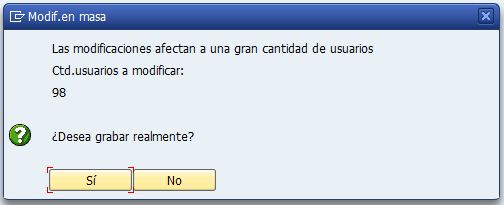 Modif.en masa
Las modificaciones afectan a una gran cantidad de usuarios
Ctd.usuarios a modificar:
98
¿Desea grabar realmente?
Sí
No